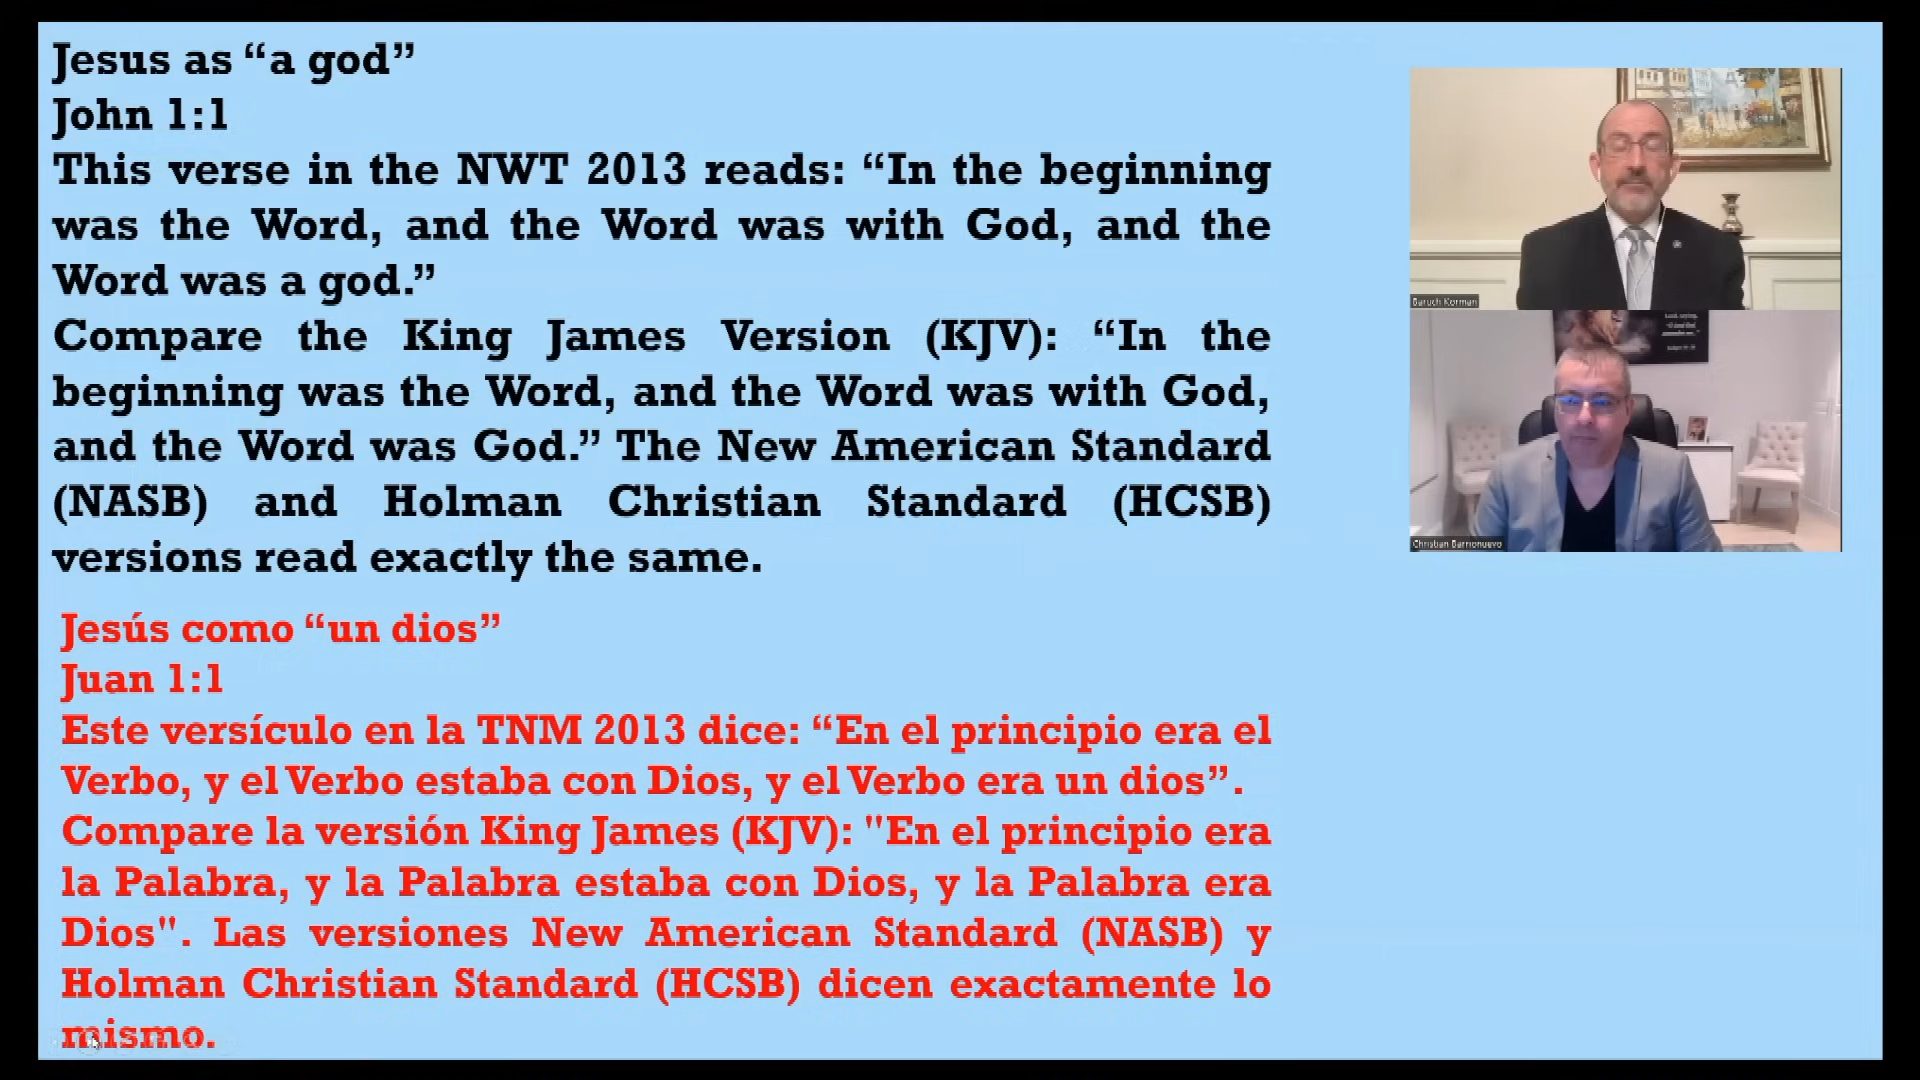 Jesus as “a god”
John 1:1
This verse in the NWT 2013 reads: “In the beginning
was the Word, and the Word was with God, and the
Word was a god.”
Compare the King James Version (KJV): “In the
beginning was the Word, and the Word was with God,
and the Word was God.” The New American Standard
(NASB) and Holman Christian Standard (HCSB)
versions read exactly the same.
Jesús como “un dios”
Juan 1:1
Este versículo en la TNM 2013 dice: “En el principio era el
Verbo, y el Verbo estaba con Dios, y el Verbo era un dios”.
Compare la versión King James (KJV): "En el principio era
la Palabra, y la Palabra estaba con Dios, y la Palabra era
Dios". Las versiones New American Standard (NASB) y
Holman Christian Standard (HCSB) dicen exactamente lo
mismo.
Baruch Korman
Christian Barrionuevo